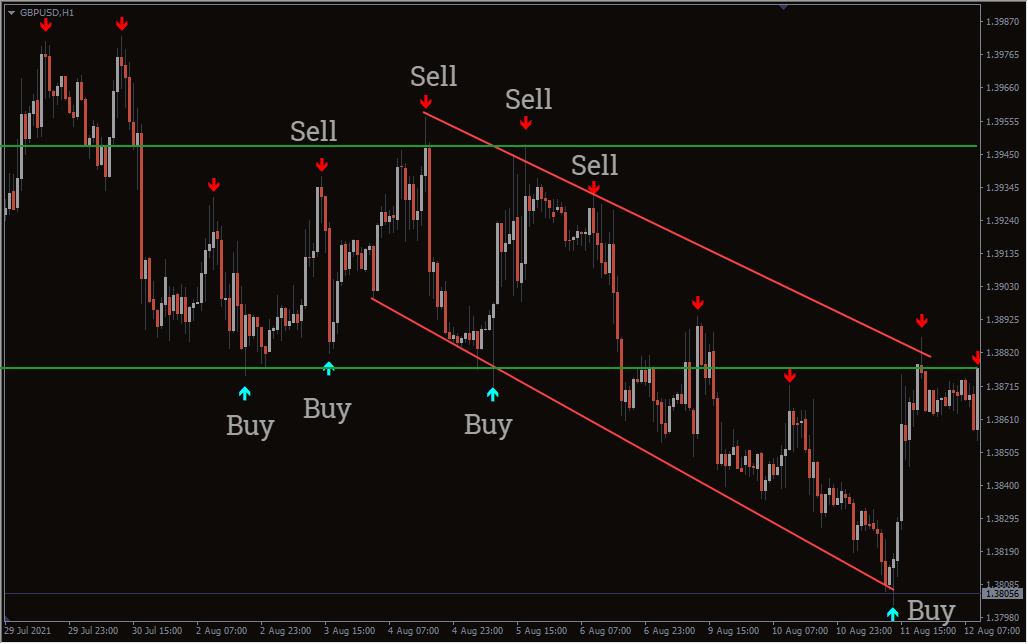 GBPUSD,H1
1.39870
1.39765
Sell
1.39660
Sell
1.39555
Sell
1.39450
Sell
1.39345
1.39240
1.39135
1.39030
1.38925
1.38820
1.38715
Buy
1.38610
Buy
Buy
1.38505
1.38400
1.38295
1.38190
1.38085
1.38056
Buy
1.37980
29 Jul 2021 29 Jul 23:00 30 Jul 15:00 2 Aug 07:00 2 Aug 23:00 3 Aug 15:00 4 Aug 07:00 4 Aug 23:00 5 Aug 15:00 6 Aug 07:00 6 Aug 23:00 9 Aug 15:00 10 Aug 07:00 10 Aug 23:00 11 Aug 15:00 12 Aug 07:00